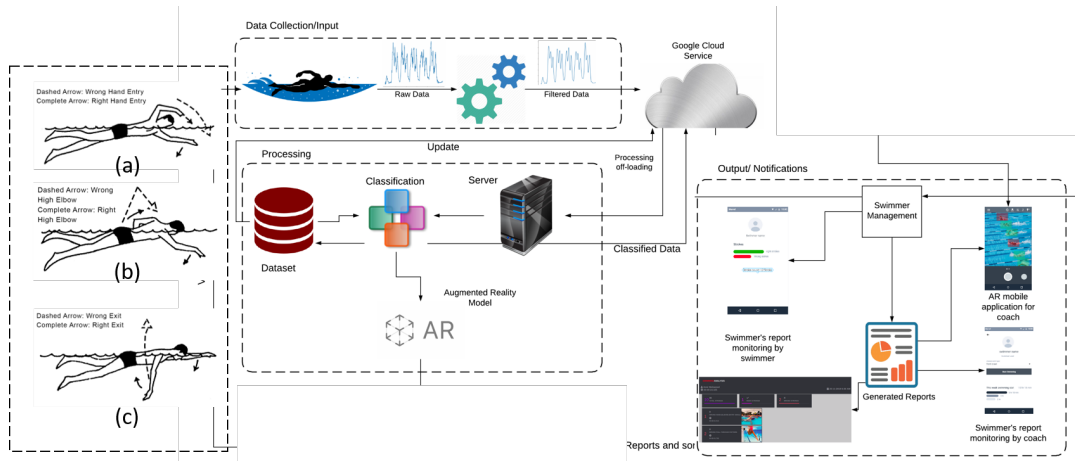 Data Collection/Input
Google Cloud
Service
Raw Data
Filtered Data
Dashed Arrow: Wrong Hand Entry
Complete Arrow: Right Hand Entry
(a)
Dashed Arrow: Wrong
High Elbow
Complete Arrow: Right
High Elbow
(b)
Dashed Arrow: Wrong Exit
Complete Arrow: Right Exit
(c)
Update
Processing
Classification
Server
Dataset
Processing
off-loading
Classified Data
Augmented Reality
Model
AR
Output/ Notifications
Swimmer
Management
AR mobile
application for
coach
Swimmer's report
monitoring by
swimmer
Generated Reports
Swimmer's report
monitoring by coach
Reports and